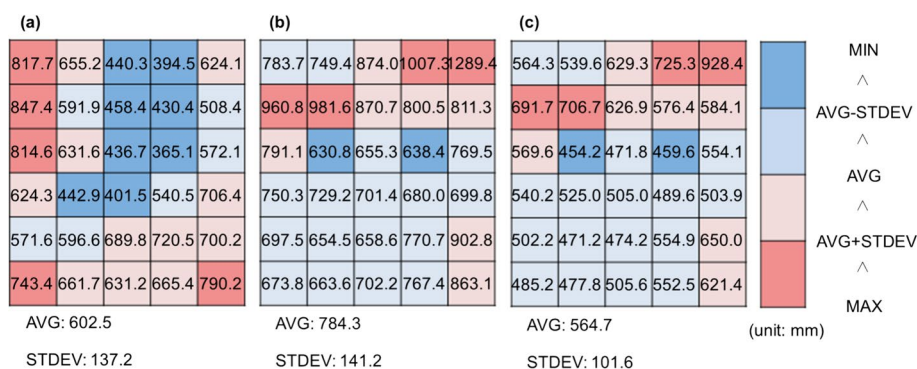 (a)
817.7 655.2 440.3 394.5 624.1
847.4 591.9 458.4 430.4 508.4
814.6 631.6 436.7 365.1 572.1
624.3 442.9 401.5 540.5 706.4
571.6 596.6 689.8 720.5 700.2
743.4 661.7 631.2 665.4 790.2
AVG: 602.5
STDEV: 137.2
(b)
783.7 749.4 874.0 1007.3 1289.4
960.8 981.6 870.7 800.5 811.3
791.1 630.8 655.3 638.4 769.5
750.3 729.2 701.4 680.0 699.8
697.5 654.5 658.6 770.7 902.8
673.8 663.6 702.2 767.4 863.1
AVG: 784.3
STDEV: 141.2
(c)
564.3 539.6 629.3 725.3 928.4
691.7 706.7 626.9 576.4 584.1
569.6 454.2 471.8 459.6 554.1
540.2 525.0 505.0 489.6 503.9
502.2 471.2 474.2 554.9 650.0
485.2 477.8 505.6 552.5 621.4
AVG: 564.7
STDEV: 101.6
MIN
^
AVG-STDEV
^
AVG
^
AVG+STDEV
^
MAX
(unit: mm)